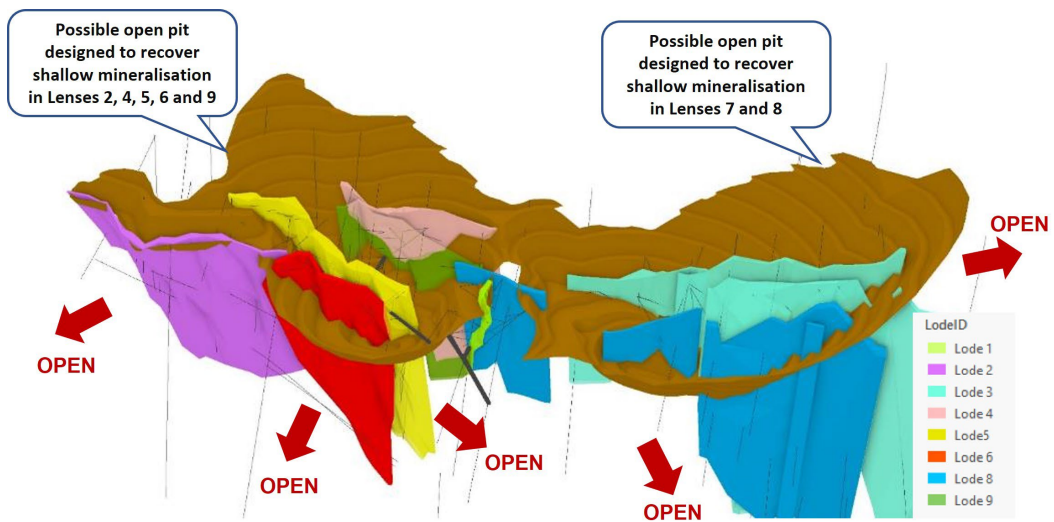 Possible open pit
designed to recover
shallow mineralisation
in Lenses 2, 4, 5, 6 and 9
Possible open pit
designed to recover
shallow mineralisation
in Lenses 7 and 8
OPEN
OPEN
OPEN
OPEN
OPEN
LodeID
Lode 1
Lode 2
Lode 3
Lode 4
Lode5
Lode 6
Lode 8
Lode 9